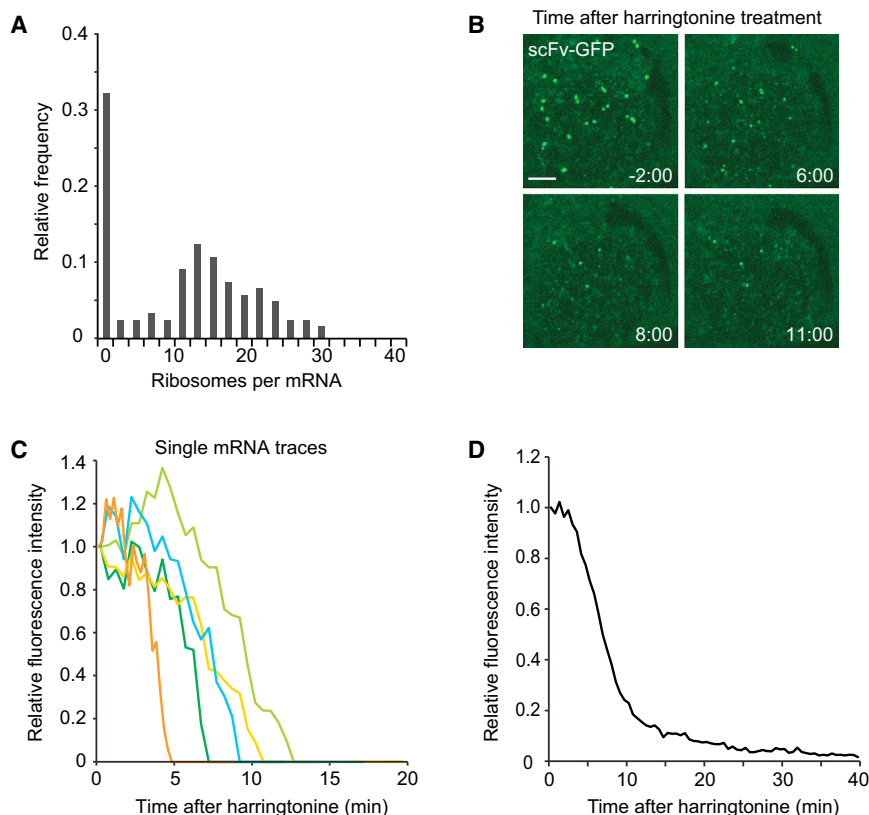 A
0.4
0.3
0.2
0.1
0
Relative frequency
0 10 20 30 40
Ribosomes per mRNA
B
Time after harringtonine treatment
scFv-GFP
-2:00
6:00
8:00
11:00
C
Single mRNA traces
1.4
1.2
1.0
0.8
0.6
0.4
0.2
0
Relative fluorescence intensity
0 5 10 15 20
Time after harringtonine (min)
D
1.2
1.0
0.8
0.6
0.4
0.2
0
Relative fluorescence intensity
0 10 20 30 40
Time after harringtonine (min)